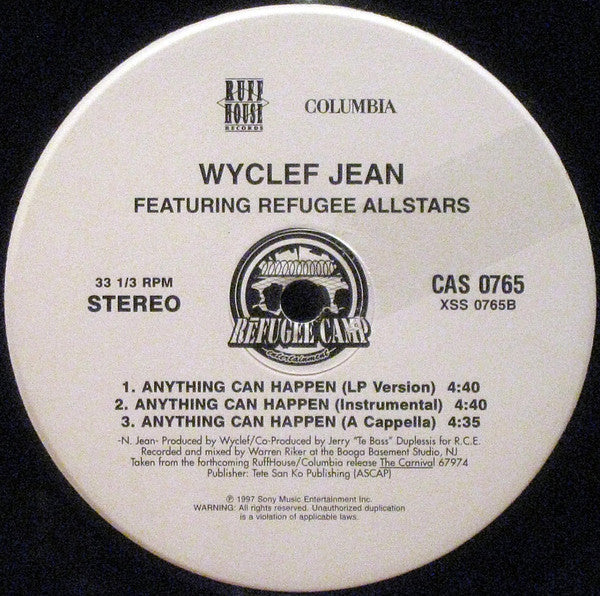 RUFF
HOUSE
RECORDS
COLUMBIA
WYCLEF JEAN
FEATURING REFUGEE ALLSTARS
33 1/3 RPM
STEREO
CAS 0765
XSS 0765B
REFUGEE CAMP
entertainment
1. ANYTHING CAN HAPPEN (LP Version) 4:40
2. ANYTHING CAN HAPPEN (Instrumental) 4:40
3. ANYTHING CAN HAPPEN (A Cappella) 4:35
-N. Jean- Produced by Wyclef/Co-Produced by Jerry "Te Bass" Duplessis for R.C.E.
Recorded and mixed by Warren Riker at the Booga Basement Studio, NJ
Taken from the forthcoming RuffHouse/Columbia release The Carnival 67974
Publisher: Tete San Ko Publishing (ASCAP)
℗ 1997 Sony Music Entertainment Inc.
WARNING: All rights reserved. Unauthorized duplication
is a violation of applicable laws.